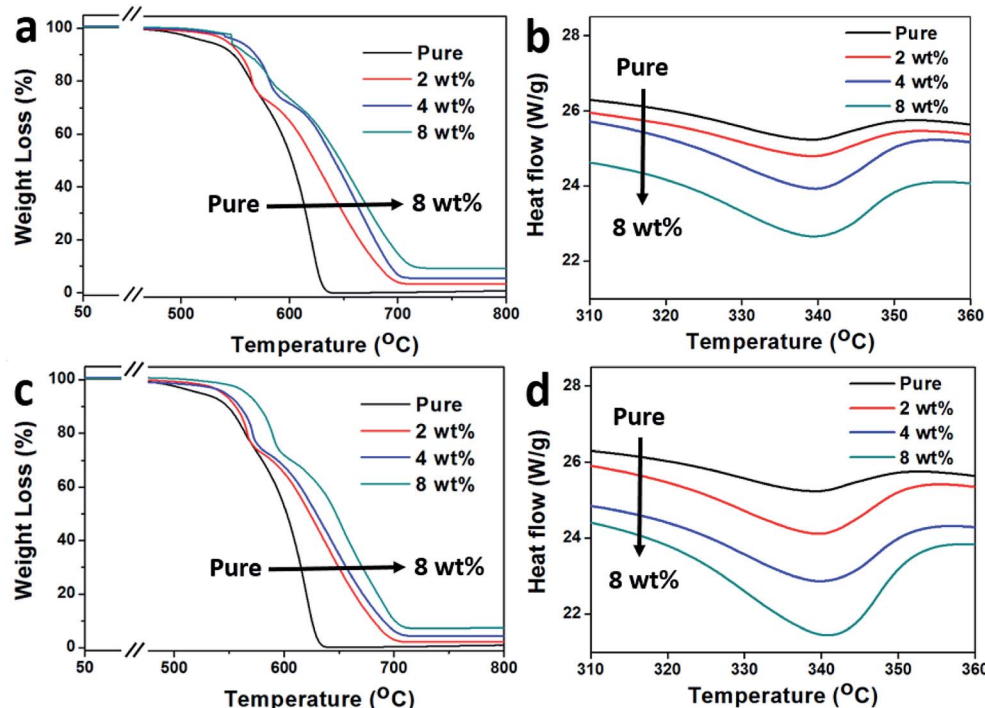 a
Weight Loss (%)
100
80
60
40
20
0
50
500
600
700
800
Temperature (°C)
Pure
2 wt%
4 wt%
8 wt%
Pure
8 wt%
b
Heat flow (W/g)
28
26
24
22
310
320
330
340
350
360
Temperature (°C)
Pure
2 wt%
4 wt%
8 wt%
Pure
8 wt%
c
Weight Loss (%)
100
80
60
40
20
0
50
500
600
700
800
Temperature (°C)
Pure
2 wt%
4 wt%
8 wt%
Pure
8 wt%
d
Heat flow (W/g)
28
26
24
22
310
320
330
340
350
360
Temperature (°C)
Pure
2 wt%
4 wt%
8 wt%
Pure
8 wt%